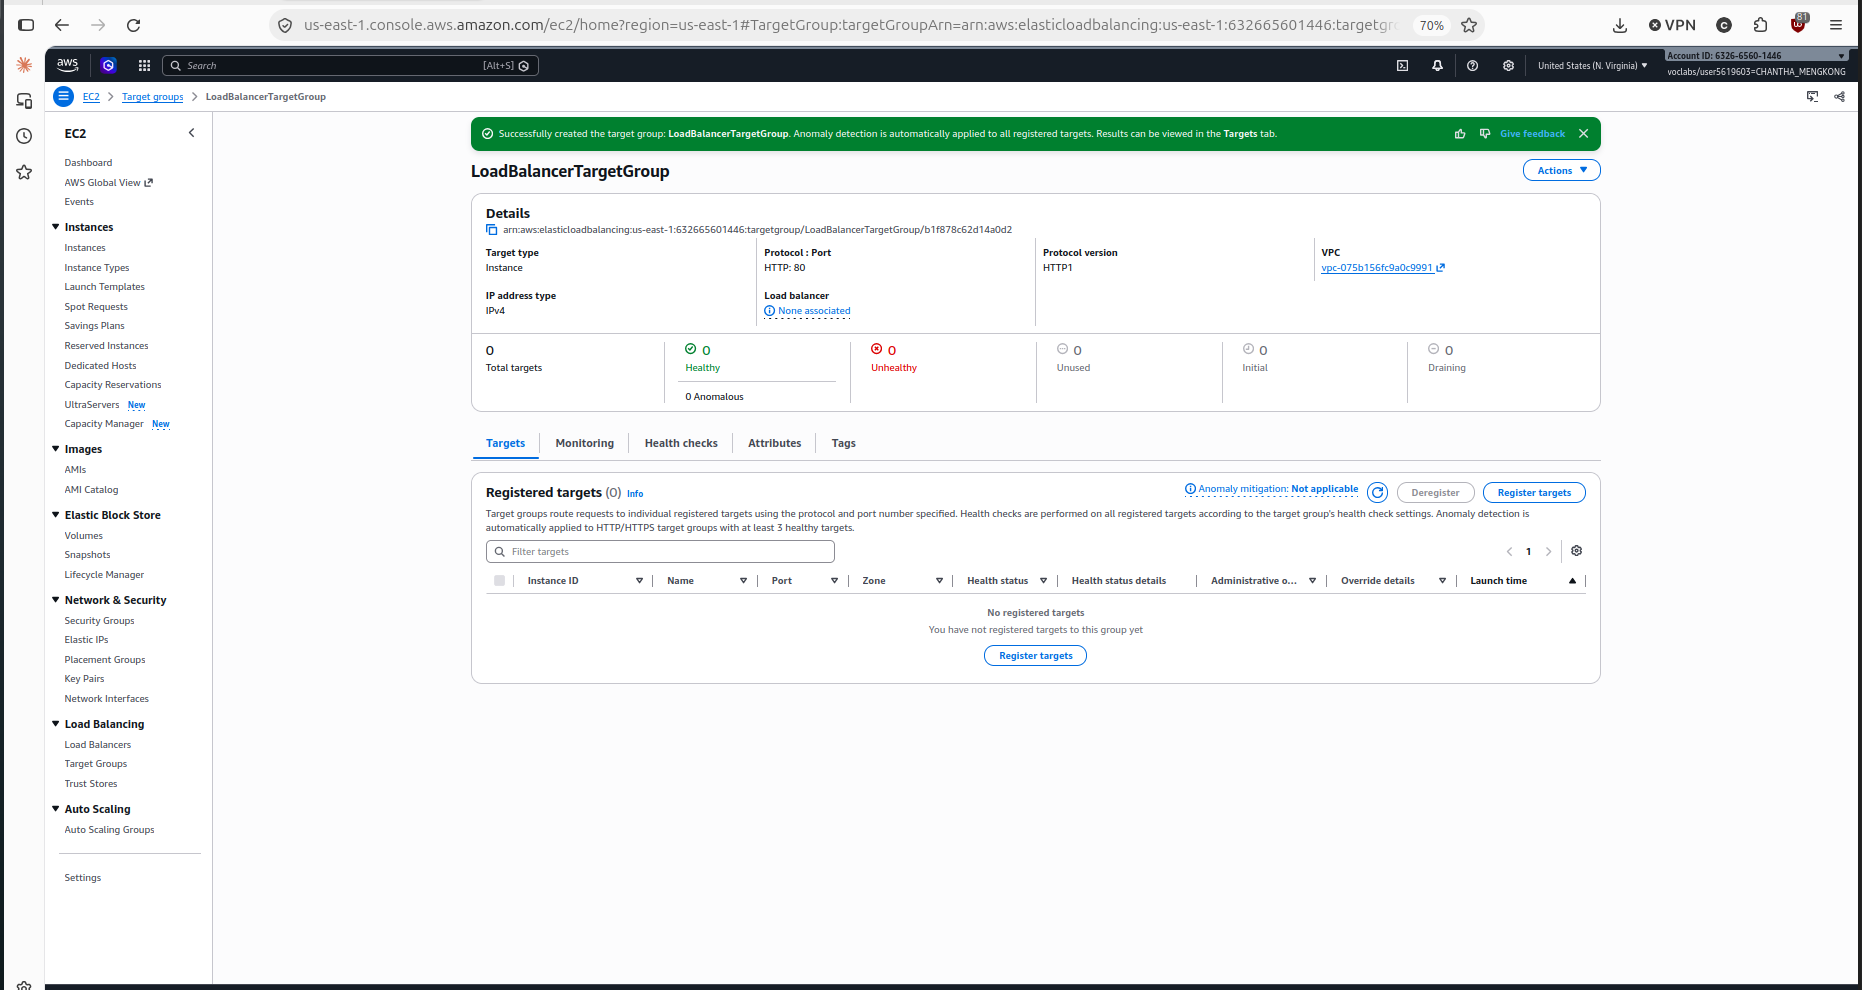 us-east-1.console.aws.amazon.com/ec2/home?region=us-east-1#TargetGroup:targetGroupArn=arn:aws:elasticloadbalancing:us-east-1:632665601446:targetgro
70%
VPN
C
81
aws
Search
[Alt+S]
United States (N. Virginia)
Account ID: 6326-6560-1446
voclabs/user5619603=CHANTHA_MENGKONG
EC2
Target groups
LoadBalancerTargetGroup
EC2
Dashboard
AWS Global View
Events
Instances
Instances
Instance Types
Launch Templates
Spot Requests
Savings Plans
Reserved Instances
Dedicated Hosts
Capacity Reservations
UltraServers New
Capacity Manager New
Images
AMIs
AMI Catalog
Elastic Block Store
Volumes
Snapshots
Lifecycle Manager
Network & Security
Security Groups
Elastic IPs
Placement Groups
Key Pairs
Network Interfaces
Load Balancing
Load Balancers
Target Groups
Trust Stores
Auto Scaling
Auto Scaling Groups
Settings
Successfully created the target group: LoadBalancerTargetGroup. Anomaly detection is automatically applied to all registered targets. Results can be viewed in the Targets tab.
Give feedback
LoadBalancerTargetGroup
Actions
Details
arn:aws:elasticloadbalancing:us-east-1:632665601446:targetgroup/LoadBalancerTargetGroup/b1f878c62d14a0d2
Target type
Instance
Protocol : Port
HTTP: 80
Protocol version
HTTP1
VPC
vpc-075b156fc9a0c9991
IP address type
IPv4
Load balancer
None associated
0
Total targets
0
Healthy
0 Anomalous
0
Unhealthy
0
Unused
0
Initial
0
Draining
Targets
Monitoring
Health checks
Attributes
Tags
Registered targets (0) Info
Anomaly mitigation: Not applicable
Deregister
Register targets
Target groups route requests to individual registered targets using the protocol and port number specified. Health checks are performed on all registered targets according to the target group's health check settings. Anomaly detection is
automatically applied to HTTP/HTTPS target groups with at least 3 healthy targets.
Filter targets
1
Instance ID
Name
Port
Zone
Health status
Health status details
Administrative o...
Override details
Launch time
No registered targets
You have not registered targets to this group yet
Register targets